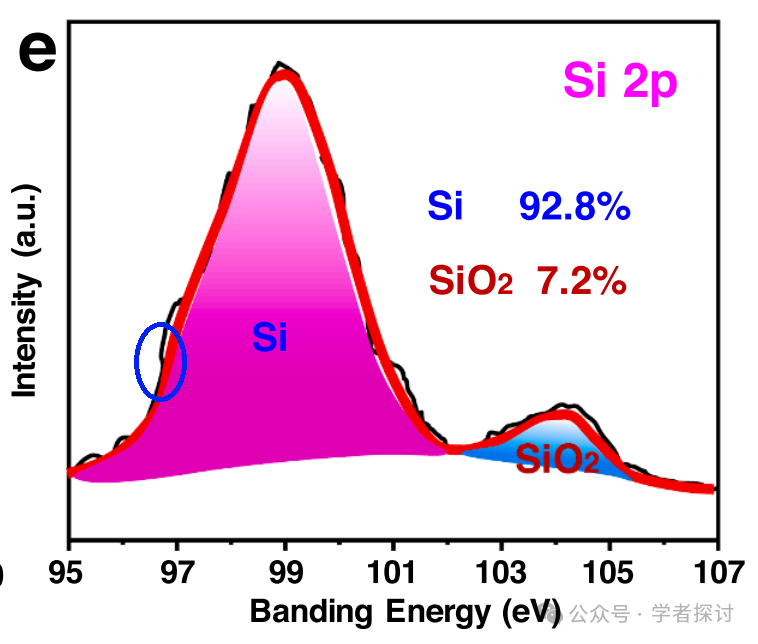 e
Si 2p
Intensity (a.u.)
Si 92.8%
SiO2 7.2%
Si
SiO2
95 97 99 101 103 105 107
Banding Energy (eV)
公众号 · 学者探讨